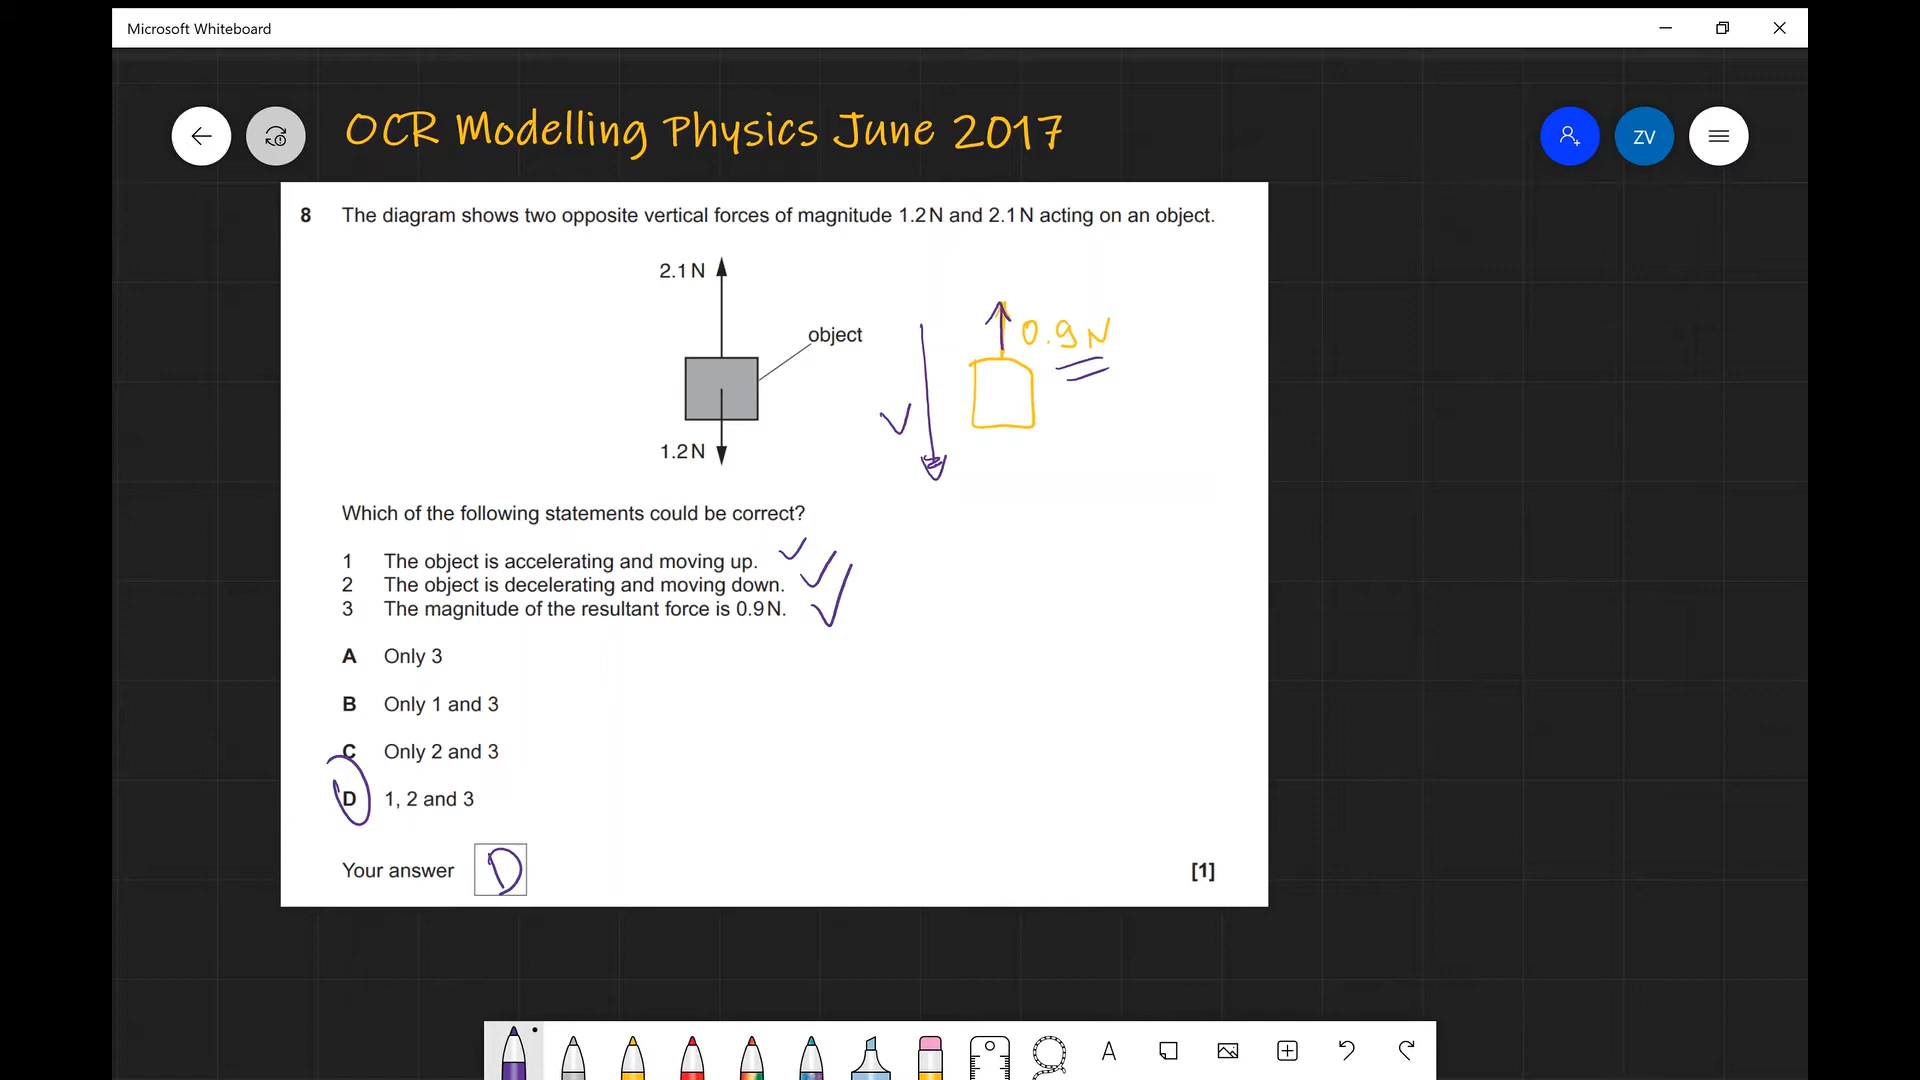 Microsoft Whiteboard
OCR Modelling Physics June 2017
ZV
8 The diagram shows two opposite vertical forces of magnitude 1.2 N and 2.1 N acting on an object.
2.1 N
object
0.9 N
1.2 N
Which of the following statements could be correct?
1 The object is accelerating and moving up.
2 The object is decelerating and moving down.
3 The magnitude of the resultant force is 0.9 N.
A Only 3
B Only 1 and 3
C Only 2 and 3
D 1, 2 and 3
Your answer D [1]
A